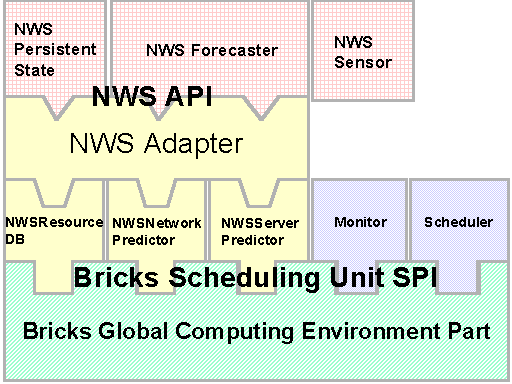 NWS
Persistent
State
NWS Forecaster
NWS
Sensor
NWS API
NWS Adapter
NWSResource
DB
NWSNetwork
Predictor
NWSServer
Predictor
Monitor
Scheduler
Bricks Scheduling Unit SPI
Bricks Global Computing Environment Part